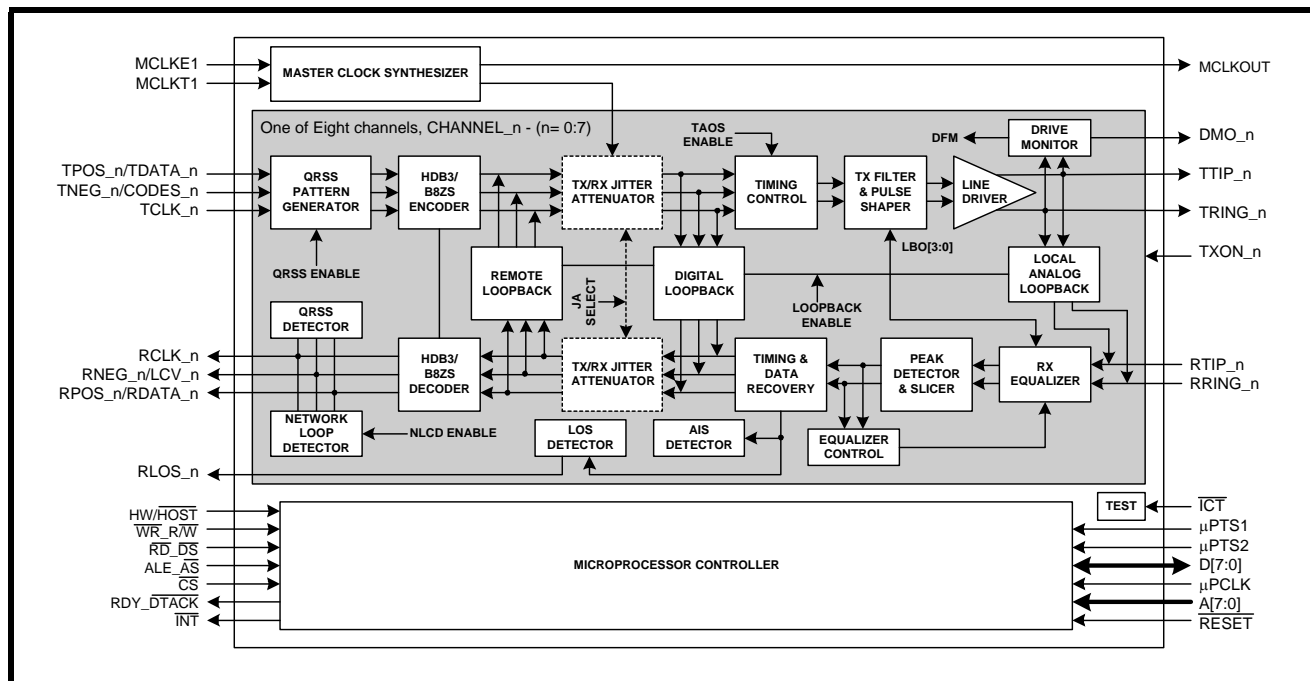 MCLKE1
MCLKT1
MASTER CLOCK SYNTHESIZER
MCLKOUT
One of Eight channels, CHANNEL_n - (n= 0:7)
TAOS
ENABLE
DFM
DRIVE
MONITOR
DMO_n
TPOS_n/TDATA_n
TNEG_n/CODES_n
TCLK_n
QRSS
PATTERN
GENERATOR
HDB3/
B8ZS
ENCODER
TX/RX JITTER
ATTENUATOR
TIMING
CONTROL
TX FILTER
& PULSE
SHAPER
LINE
DRIVER
TTIP_n
TRING_n
TXON_n
QRSS ENABLE
REMOTE
LOOPBACK
JA
SELECT
DIGITAL
LOOPBACK
LOOPBACK
ENABLE
LBO[3:0]
LOCAL
ANALOG
LOOPBACK
QRSS
DETECTOR
RCLK_n
RNEG_n/LCV_n
RPOS_n/RDATA_n
HDB3/
B8ZS
DECODER
TX/RX JITTER
ATTENUATOR
TIMING &
DATA
RECOVERY
PEAK
DETECTOR
& SLICER
RX
EQUALIZER
RTIP_n
RRING_n
NETWORK
LOOP
DETECTOR
NLCD ENABLE
LOS
DETECTOR
AIS
DETECTOR
EQUALIZER
CONTROL
RLOS_n
HW/HOST
WR_R/W
RD_DS
ALE_AS
CS
RDY_DTACK
INT
MICROPROCESSOR CONTROLLER
TEST
ICT
µPTS1
µPTS2
D[7:0]
µPCLK
A[7:0]
RESET